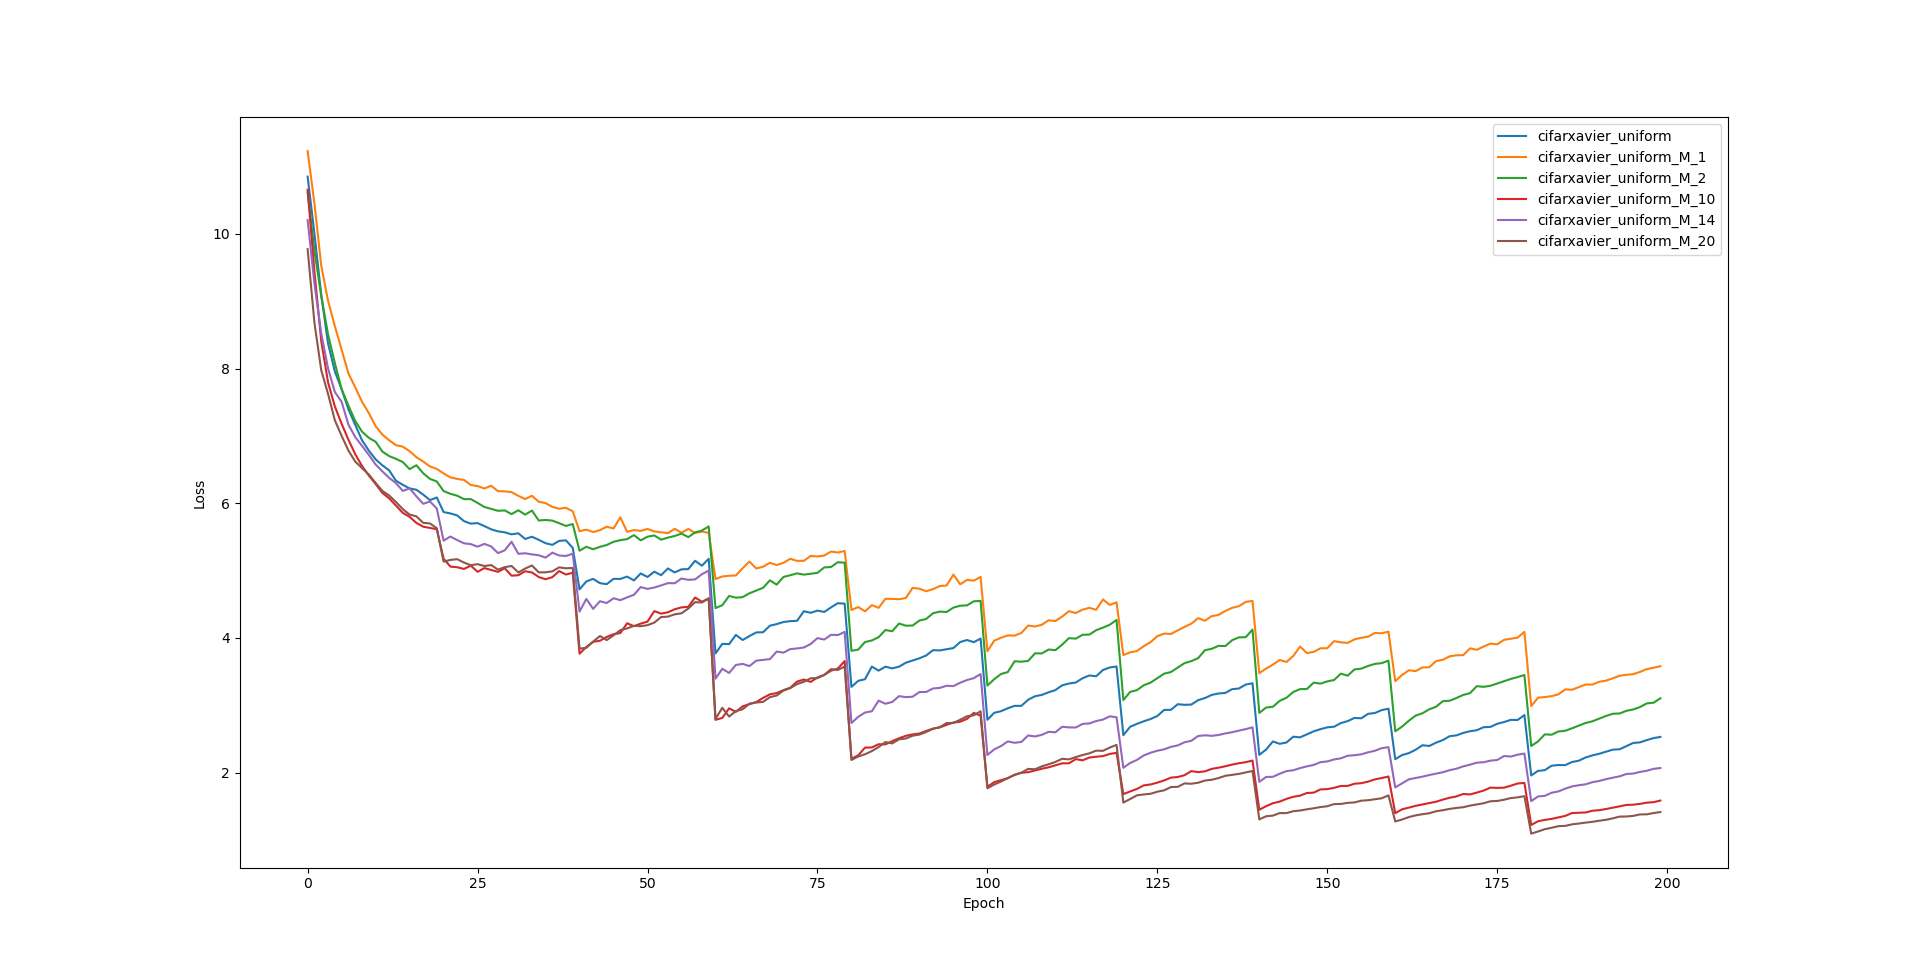 cifarxavier_uniform
cifarxavier_uniform_M_1
cifarxavier_uniform_M_2
cifarxavier_uniform_M_10
cifarxavier_uniform_M_14
cifarxavier_uniform_M_20
10
8
6
4
2
Loss
0 25 50 75 100 125 150 175 200
Epoch